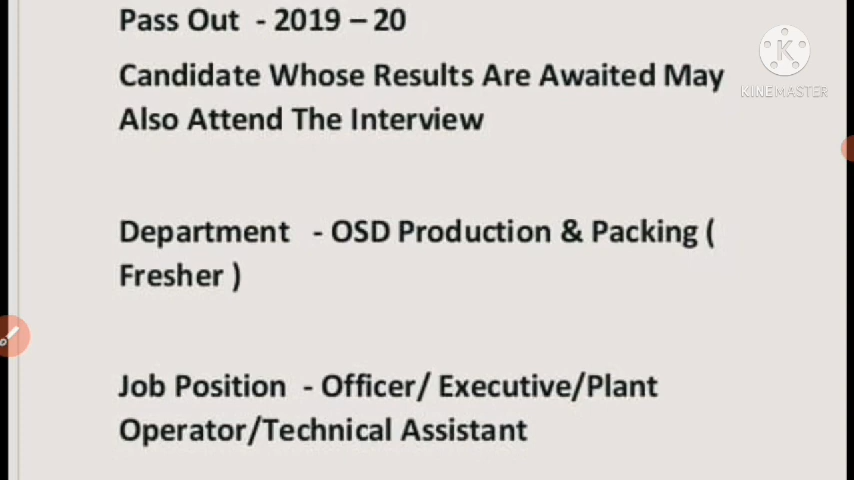 Pass Out - 2019 – 20
Candidate Whose Results Are Awaited May
Also Attend The Interview
Department - OSD Production & Packing (
Fresher )
Job Position - Officer/ Executive/Plant
Operator/Technical Assistant
KINEMASTER